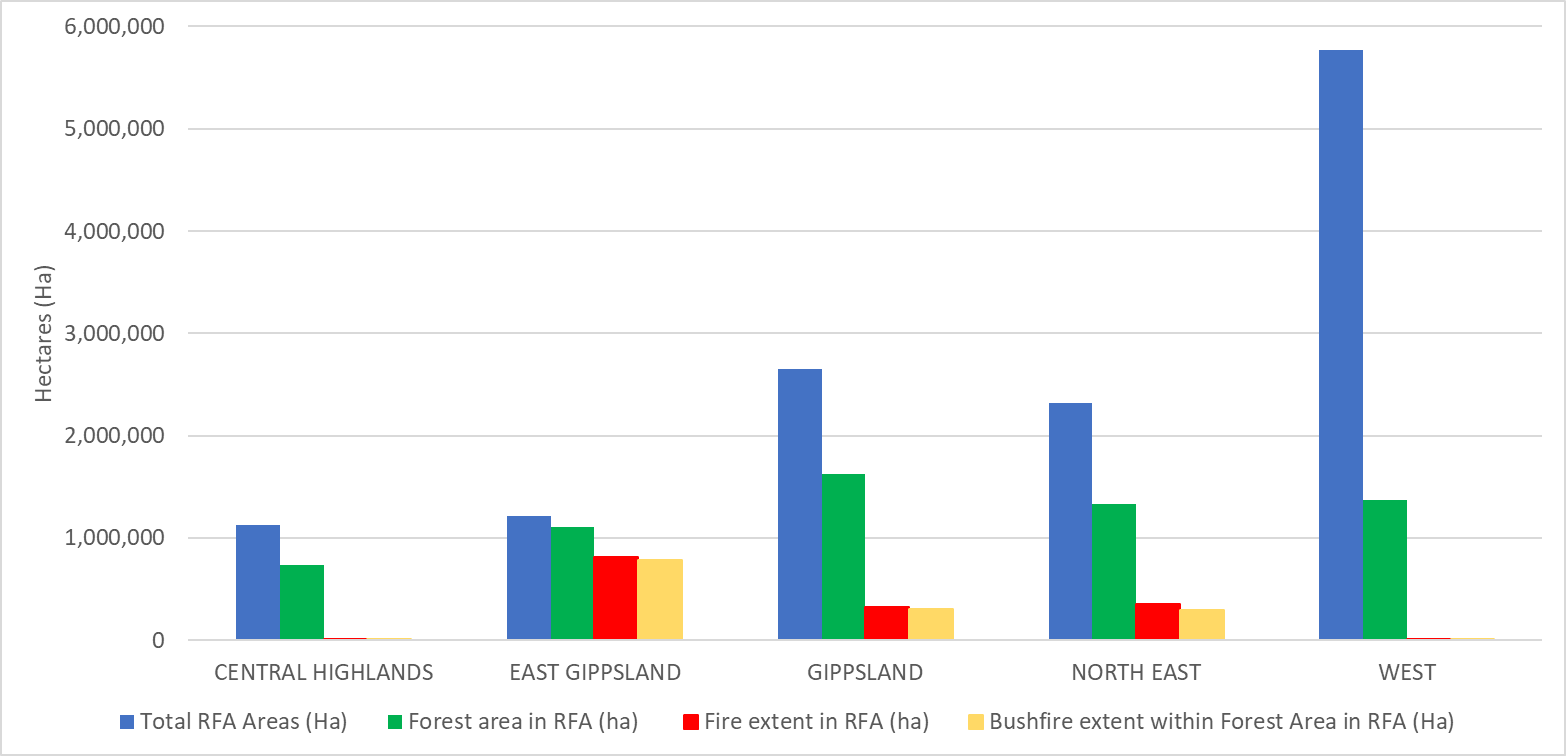 6,000,000
5,000,000
4,000,000
3,000,000
2,000,000
1,000,000
0
Hectares (Ha)
CENTRAL HIGHLANDS EAST GIPPSLAND GIPPSLAND NORTH EAST WEST
Total RFA Areas (Ha) Forest area in RFA (ha) Fire extent in RFA (ha) Bushfire extent within Forest Area in RFA (Ha)